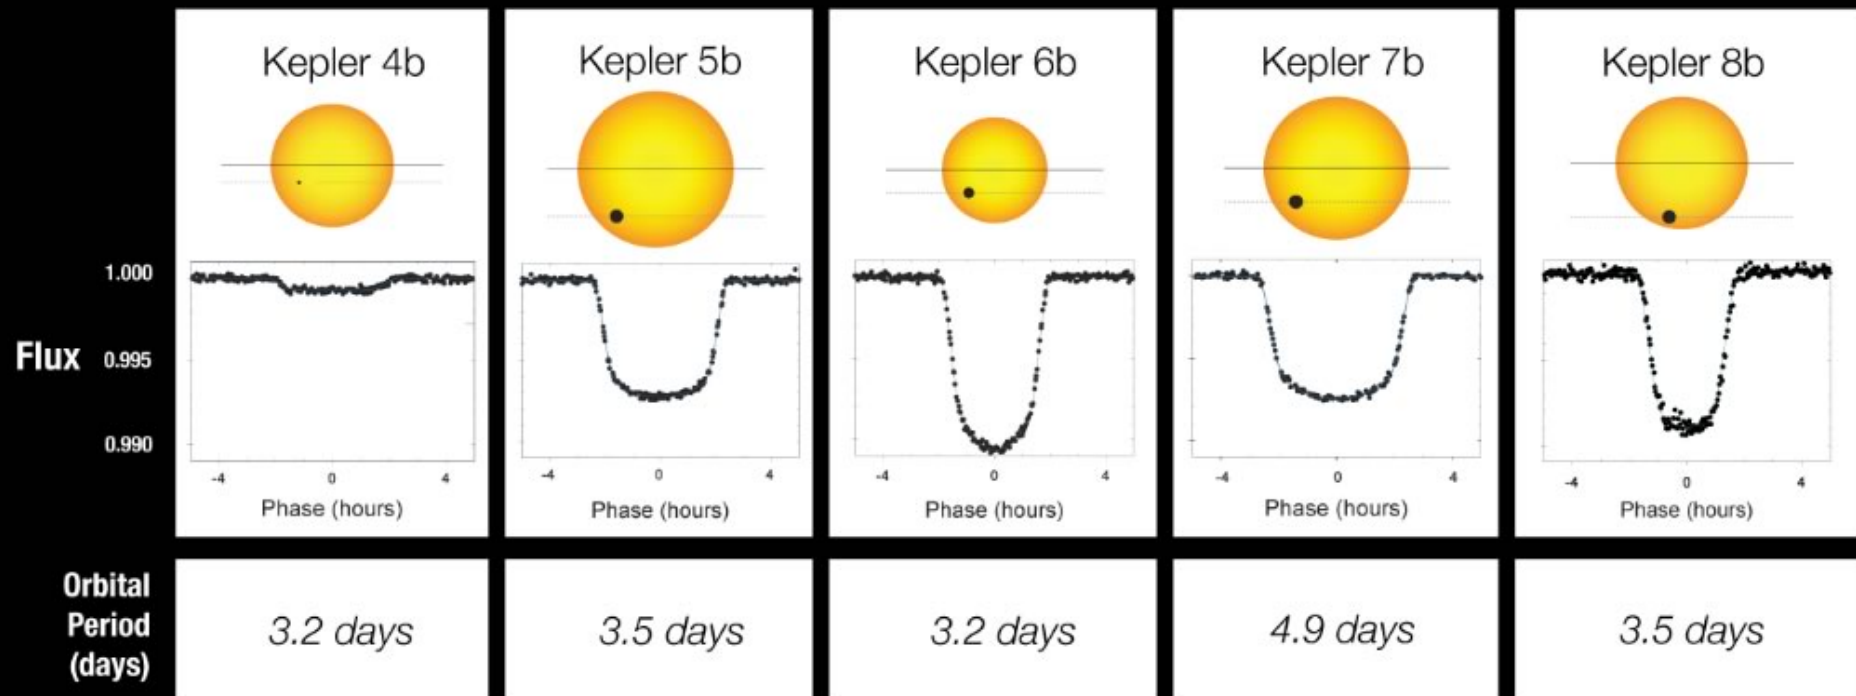 Kepler 4b
Kepler 5b
Kepler 6b
Kepler 7b
Kepler 8b
Flux
1.000
0.995
0.990
-4 0 4
Phase (hours)
-4 0 4
Phase (hours)
-4 0 4
Phase (hours)
-4 0 4
Phase (hours)
-4 0 4
Phase (hours)
Orbital
Period
(days)
3.2 days
3.5 days
3.2 days
4.9 days
3.5 days